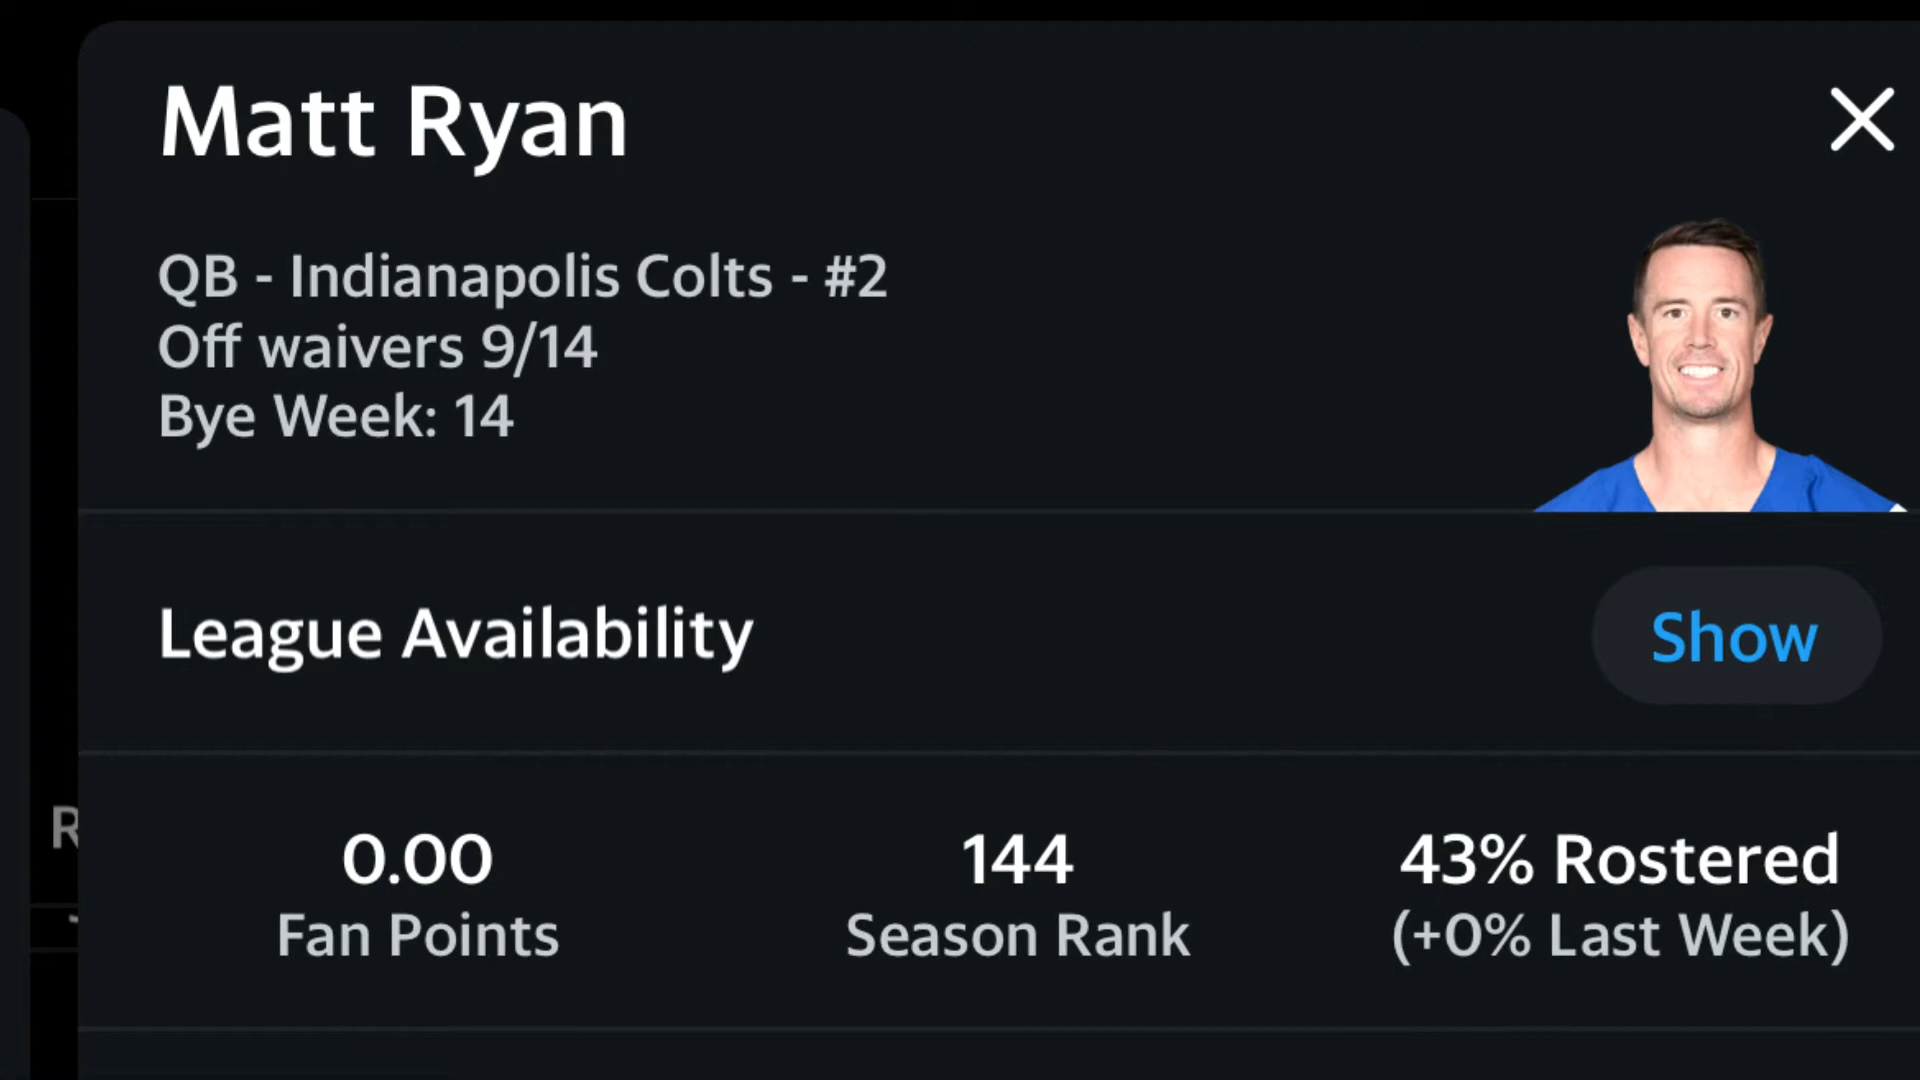 Matt Ryan
QB - Indianapolis Colts - #2
Off waivers 9/14
Bye Week: 14
League Availability
Show
R
0.00
144
43% Rostered
Fan Points
Season Rank
(+0% Last Week)